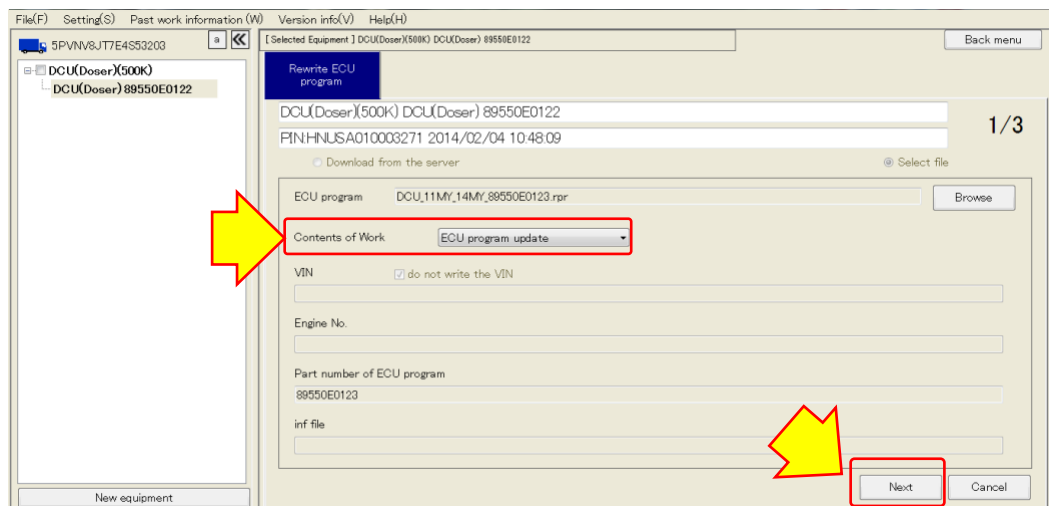 File(F) Setting(S) Past work information (W) Version info(V) Help(H)
5PVNV8JT7E4S53203
a
[ Selected Equipment ] DCU(Doser)(500K) DCU(Doser) 89550E0122
Back menu
DCU(Doser)(500K)
DCU(Doser) 89550E0122
Rewrite ECU
program
DCU(Doser)(500K) DCU(Doser) 89550E0122
1/3
PIN:HNUSA010003271 2014/02/04 10:48:09
Download from the server
Select file
ECU program DCU_11MY_14MY_89550E0123.rpr Browse
Contents of Work ECU program update
VIN do not write the VIN
Engine No.
Part number of ECU program
89550E0123
inf file
Next Cancel
New equipment